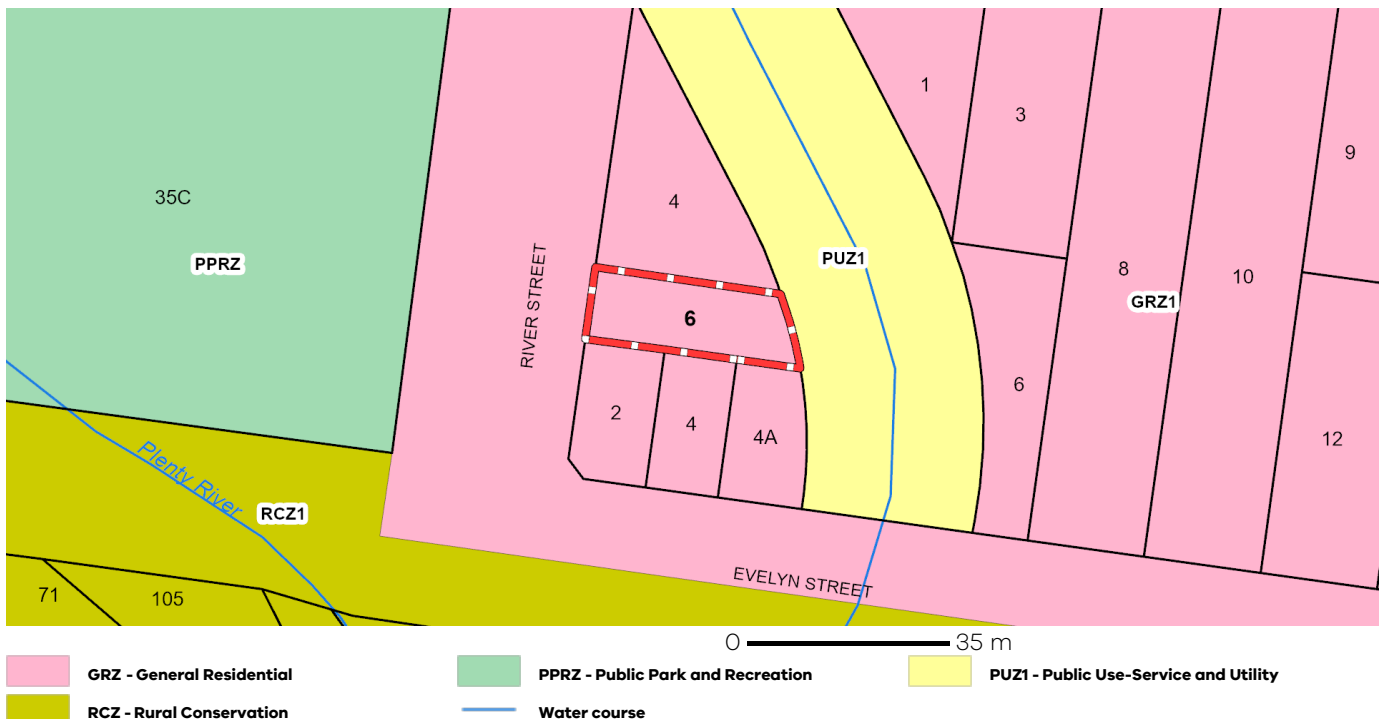 1
3
9
35C
4
PPRZ
PUZ1
8
GRZ1
10
RIVER STREET
6
6
2
4
4A
12
Plenty River
RCZ1
EVELYN STREET
71
105
0 35 m
GRZ - General Residential
PPRZ - Public Park and Recreation
PUZ1 - Public Use-Service and Utility
RCZ - Rural Conservation
Water course